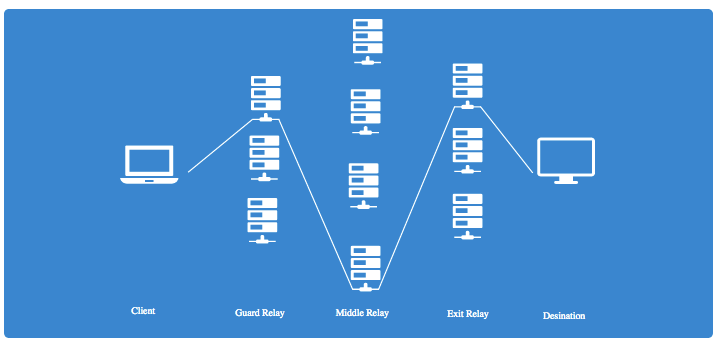 Client
Guard Relay
Middle Relay
Exit Relay
Desination